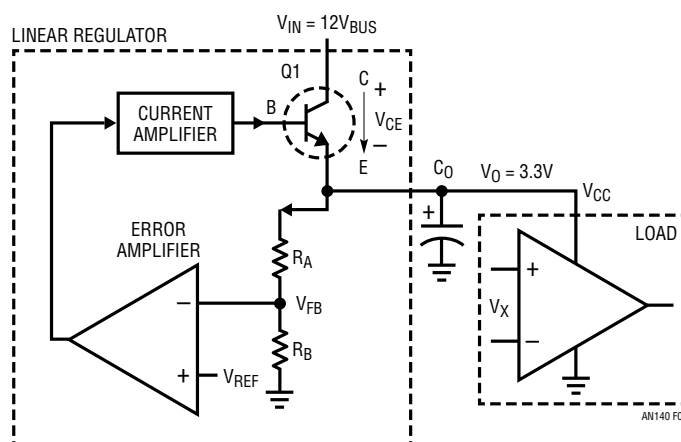 V_IN = 12V_BUS
LINEAR REGULATOR
Q1
C
+
V_CE
−
E
B
CURRENT
AMPLIFIER
C_O
+
V_O = 3.3V
V_CC
LOAD
ERROR
AMPLIFIER
R_A
V_FB
R_B
−
+
V_REF
+
V_X
−
AN140